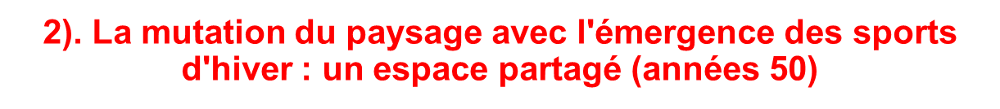 2). La mutation du paysage avec l'émergence des sports
d'hiver : un espace partagé (années 50)